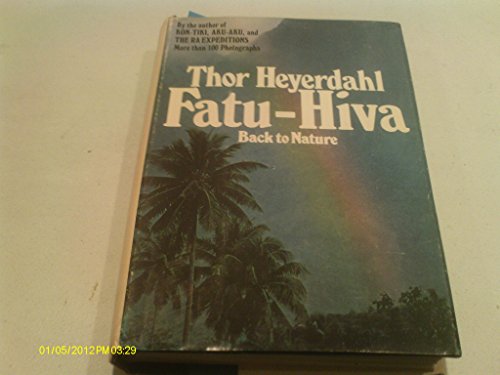 By the author of
KON-TIKI, AKU-AKU, and
THE RA EXPEDITIONS
More than 100 Photographs
Thor Heyerdahl
Fatu-Hiva
Back to Nature
01/05/2012 PM 03:29